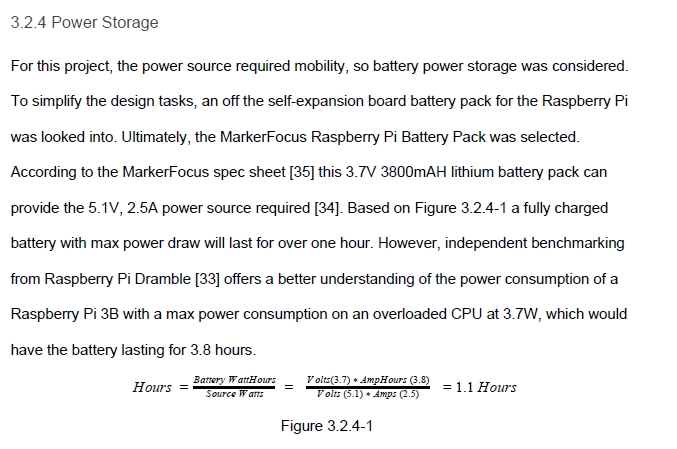 3.2.4 Power Storage
For this project, the power source required mobility, so battery power storage was considered.
To simplify the design tasks, an off the self-expansion board battery pack for the Raspberry Pi
was looked into. Ultimately, the MarkerFocus Raspberry Pi Battery Pack was selected.
According to the MarkerFocus spec sheet [35] this 3.7V 3800mAH lithium battery pack can
provide the 5.1V, 2.5A power source required [34]. Based on Figure 3.2.4-1 a fully charged
battery with max power draw will last for over one hour. However, independent benchmarking
from Raspberry Pi Dramble [33] offers a better understanding of the power consumption of a
Raspberry Pi 3B with a max power consumption on an overloaded CPU at 3.7W, which would
have the battery lasting for 3.8 hours.
Hours = Battery WattHours / Source Watts = Volts(3.7) * AmpHours (3.8) / Volts (5.1) * Amps (2.5) = 1.1 Hours
Figure 3.2.4-1